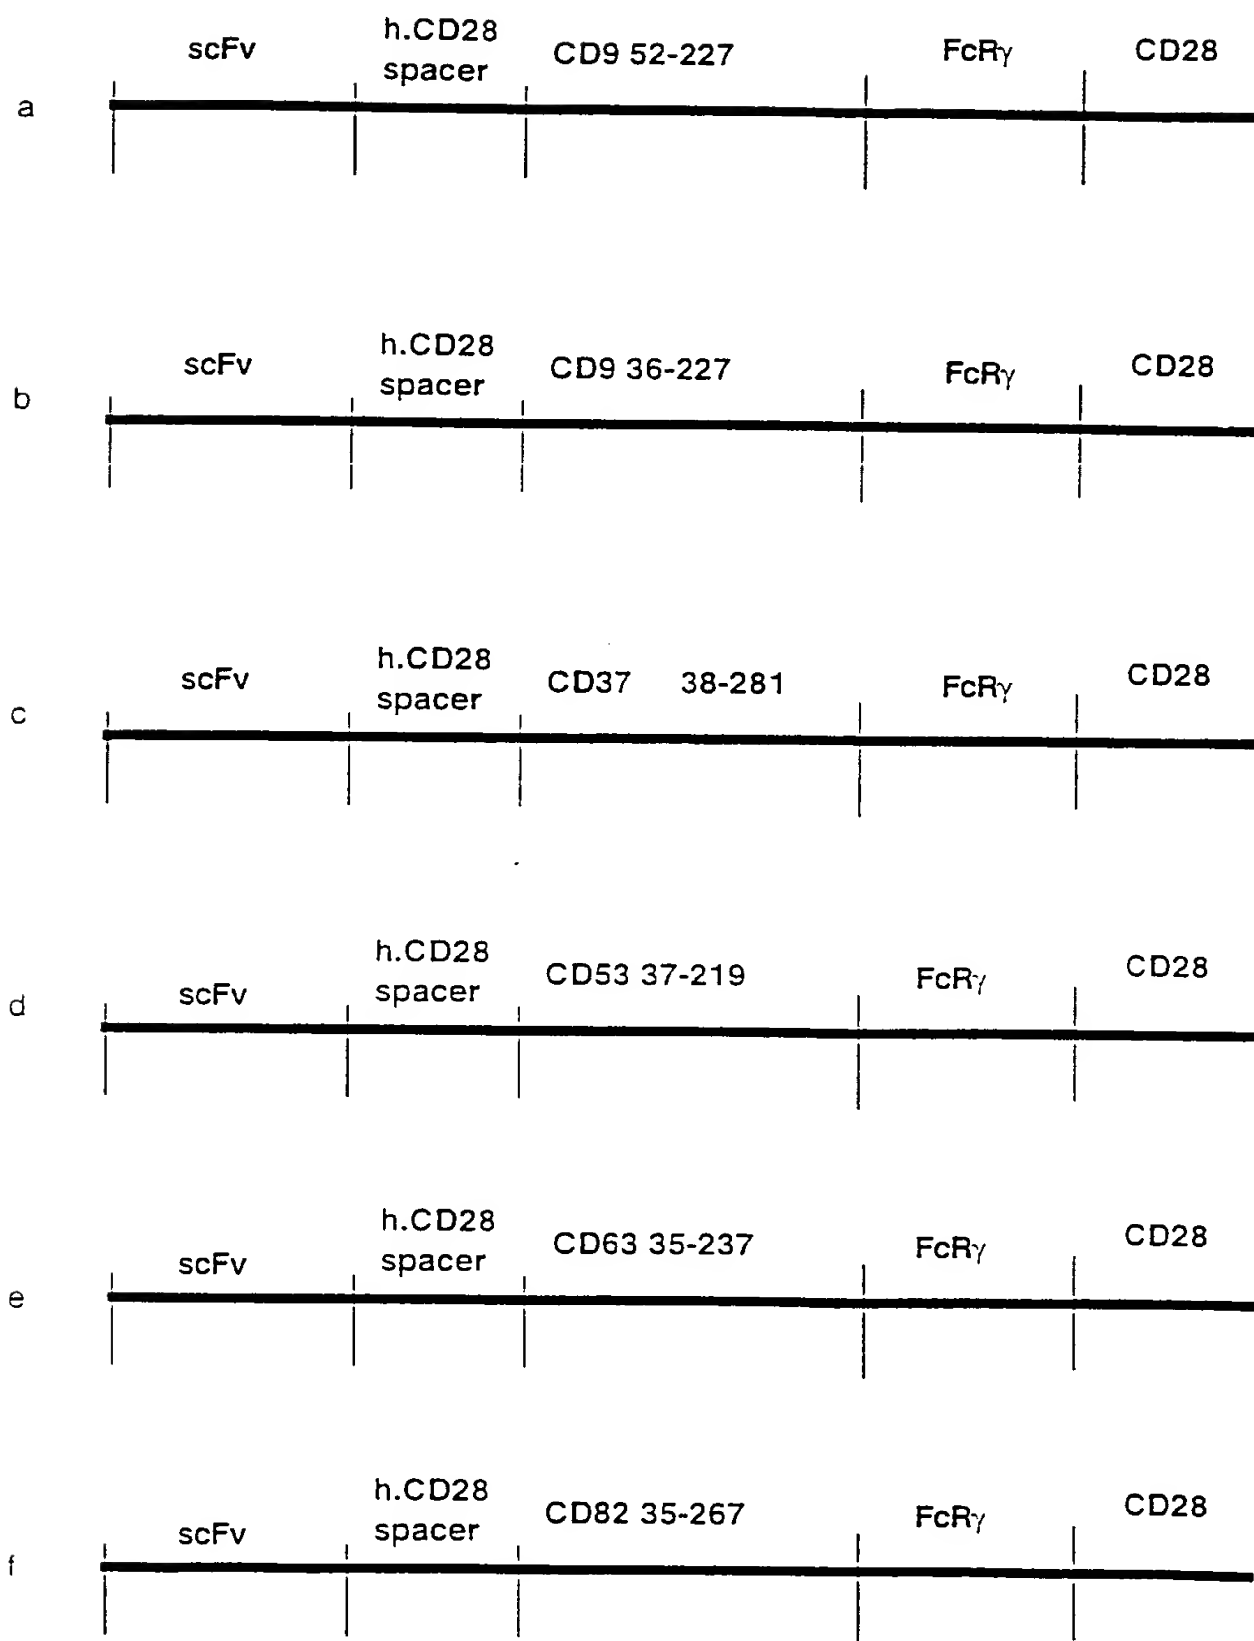 scFv h.CD28 spacer CD9 52-227 FcRγ CD28
a
scFv h.CD28 spacer CD9 36-227 FcRγ CD28
b
scFv h.CD28 spacer CD37 38-281 FcRγ CD28
c
scFv h.CD28 spacer CD53 37-219 FcRγ CD28
d
scFv h.CD28 spacer CD63 35-237 FcRγ CD28
e
scFv h.CD28 spacer CD82 35-267 FcRγ CD28
f